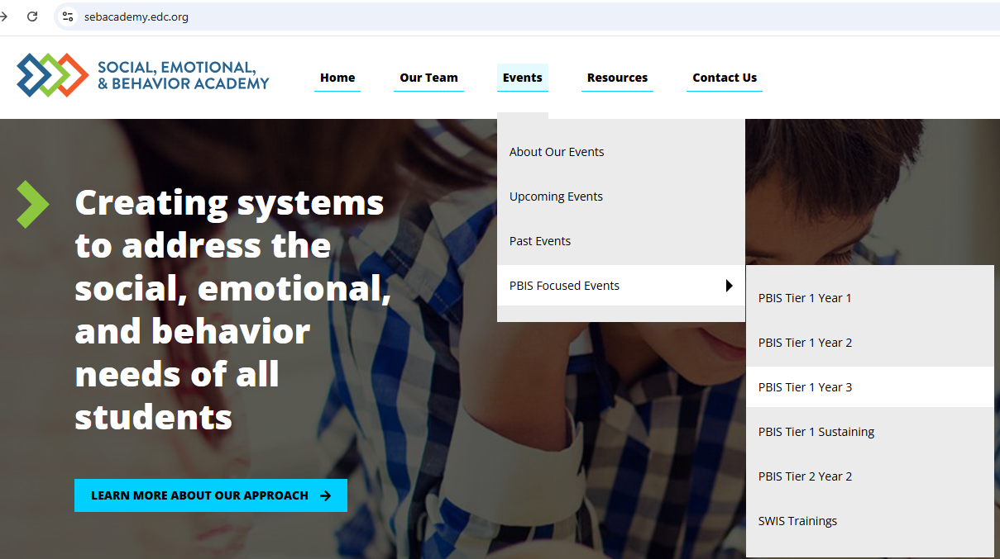 sebacademy.edc.org
SOCIAL, EMOTIONAL,
& BEHAVIOR ACADEMY
Home
Our Team
Events
Resources
Contact Us
About Our Events
Upcoming Events
Past Events
PBIS Focused Events
PBIS Tier 1 Year 1
PBIS Tier 1 Year 2
PBIS Tier 1 Year 3
PBIS Tier 1 Sustaining
PBIS Tier 2 Year 2
SWIS Trainings
Creating systems
to address the
social, emotional,
and behavior
needs of all
students
LEARN MORE ABOUT OUR APPROACH